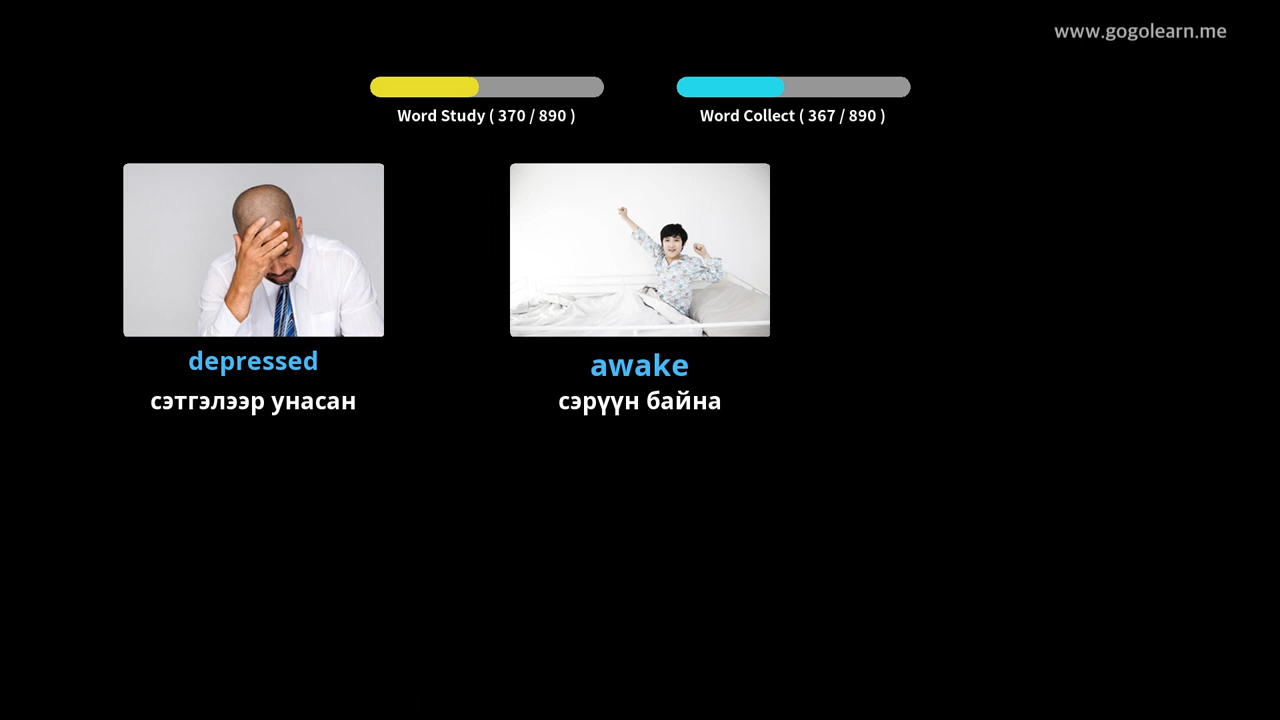 www.gogolearn.me
Word Study ( 370 / 890 )
Word Collect ( 367 / 890 )
depressed
сэтгэлээр унасан
awake
сэрүүн байна